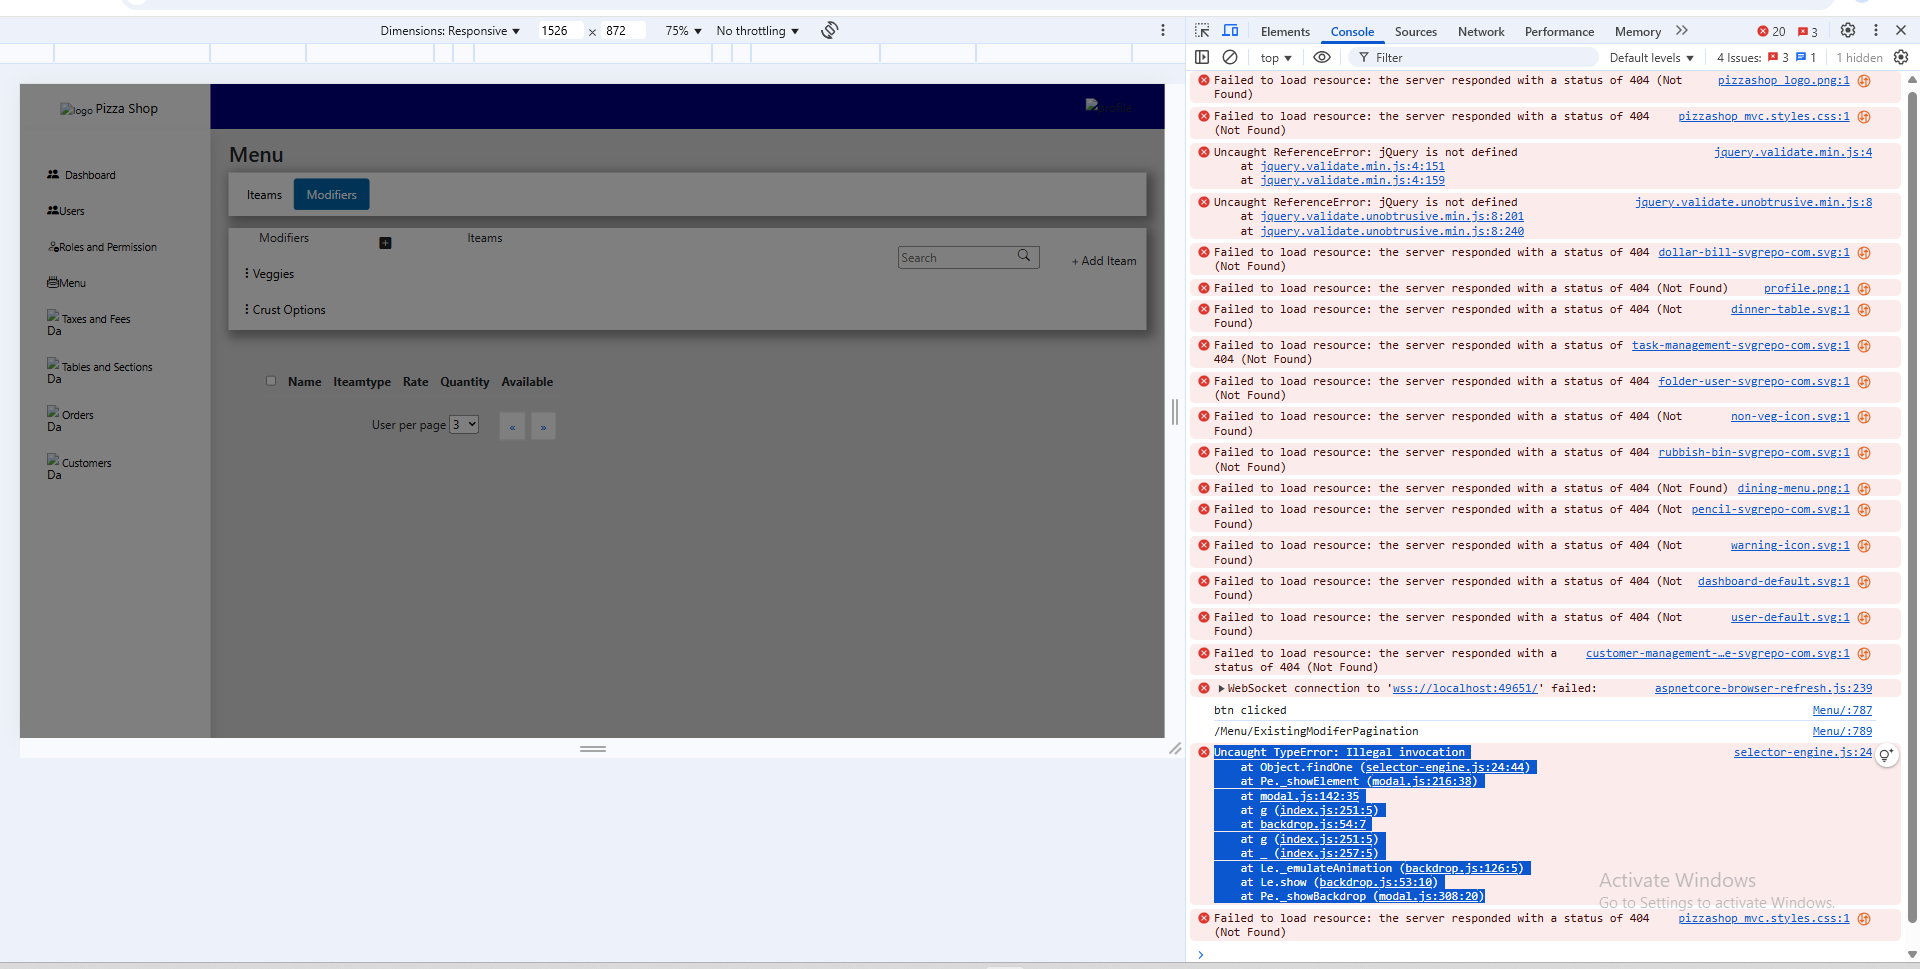 Dimensions: Responsive ▼ 1526 × 872 75% ▼ No throttling ▼
Elements Console Sources Network Performance Memory 20 3
top ▼ Filter Default levels ▼ 4 Issues: 3 1 1 hidden
logo Pizza Shop
profile
Dashboard
Users
Roles and Permission
Menu
Taxes and Fees
Da
Tables and Sections
Da
Orders
Da
Customers
Da
Menu
Iteams Modifiers
Modifiers Iteams
Search + Add Iteam
Veggies
Crust Options
Name Iteamtype Rate Quantity Available
User per page 3 « »
Failed to load resource: the server responded with a status of 404 (Not pizzashop_logo.png:1
Found)
Failed to load resource: the server responded with a status of 404 pizzashop_mvc.styles.css:1
(Not Found)
Uncaught ReferenceError: jQuery is not defined jquery.validate.min.js:4
at jquery.validate.min.js:4:151
at jquery.validate.min.js:4:159
Uncaught ReferenceError: jQuery is not defined jquery.validate.unobtrusive.min.js:8
at jquery.validate.unobtrusive.min.js:8:201
at jquery.validate.unobtrusive.min.js:8:240
Failed to load resource: the server responded with a status of 404 dollar-bill-svgrepo-com.svg:1
(Not Found)
Failed to load resource: the server responded with a status of 404 (Not Found) profile.png:1
Failed to load resource: the server responded with a status of 404 (Not dinner-table.svg:1
Found)
Failed to load resource: the server responded with a status of task-management-svgrepo-com.svg:1
404 (Not Found)
Failed to load resource: the server responded with a status of 404 folder-user-svgrepo-com.svg:1
(Not Found)
Failed to load resource: the server responded with a status of 404 (Not non-veg-icon.svg:1
Found)
Failed to load resource: the server responded with a status of 404 rubbish-bin-svgrepo-com.svg:1
(Not Found)
Failed to load resource: the server responded with a status of 404 (Not Found) dining-menu.png:1
Failed to load resource: the server responded with a status of 404 (Not pencil-svgrepo-com.svg:1
Found)
Failed to load resource: the server responded with a status of 404 (Not warning-icon.svg:1
Found)
Failed to load resource: the server responded with a status of 404 (Not dashboard-default.svg:1
Found)
Failed to load resource: the server responded with a status of 404 (Not user-default.svg:1
Found)
Failed to load resource: the server responded with a customer-management-…e-svgrepo-com.svg:1
status of 404 (Not Found)
▶WebSocket connection to 'wss://localhost:49651/' failed: aspnetcore-browser-refresh.js:239
btn clicked Menu/:787
/Menu/ExistingModiferPagination Menu/:789
Uncaught TypeError: Illegal invocation selector-engine.js:24
at Object.findOne (selector-engine.js:24:44)
at Pe._showElement (modal.js:216:38)
at modal.js:142:35
at g (index.js:251:5)
at backdrop.js:54:7
at g (index.js:251:5)
at _ (index.js:257:5)
at Le._emulateAnimation (backdrop.js:126:5)
at Le.show (backdrop.js:53:10)
at Pe._showBackdrop (modal.js:308:20)
Activate Windows
Go to Settings to activate Windows.
Failed to load resource: the server responded with a status of 404 pizzashop_mvc.styles.css:1
(Not Found)